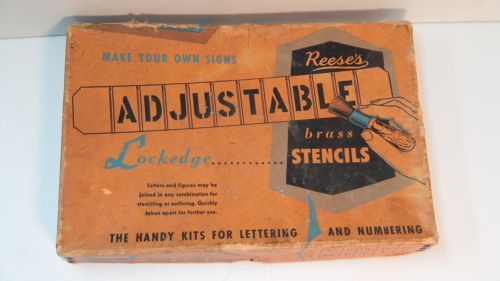 MAKE YOUR OWN SIGNS
Reese's
ADJUSTABLE
brass
Lockedge............ STENCILS
Letters and figures may be
joined in any combination for
stenciling or outlining. Quickly
taken apart for further use.
THE HANDY KITS FOR LETTERING AND NUMBERING